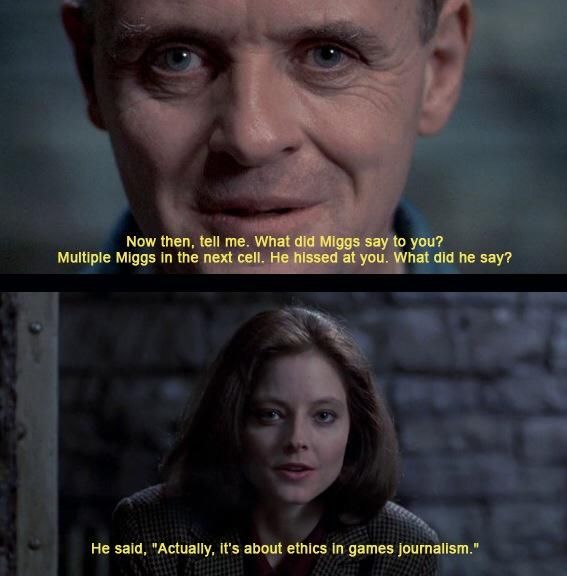 Now then, tell me. What did Miggs say to you?
Multiple Miggs in the next cell. He hissed at you. What did he say?
He said, "Actually, it's about ethics in games journalism."